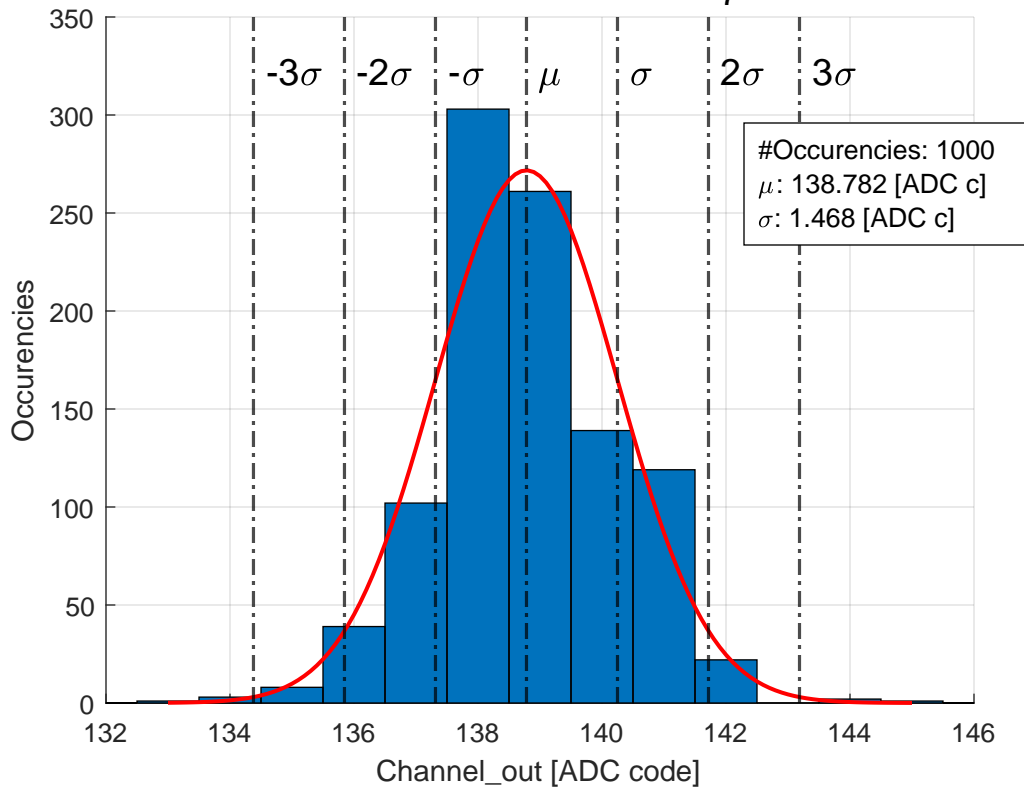 350
300
250
200
150
100
50
0
-3σ -2σ -σ μ σ 2σ 3σ
#Occurencies: 1000
μ: 138.782 [ADC c]
σ: 1.468 [ADC c]
Occurencies
132 134 136 138 140 142 144 146
Channel_out [ADC code]